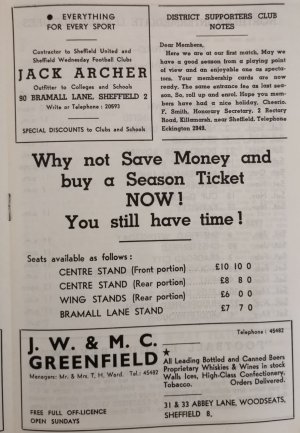 ● EVERYTHING
FOR EVERY SPORT
Contractor to Sheffield United and
Sheffield Wednesday Football Clubs
JACK ARCHER
Outfitter to Colleges and Schools
90 BRAMALL LANE, SHEFFIELD 2
Write or Telephone: 20693
SPECIAL DISCOUNTS to Clubs and Schools
DISTRICT SUPPORTERS CLUB
NOTES
Dear Members,
Here we are at our first match, May we
have a good season from a playing point
of view and an enjoyable one as specta-
tors. Your membership cards are now
ready. The same entrance fee as last sea-
son, So, roll up and enrol. Hope you mem-
bers have had a nice holiday, Cheerio.
F. Smith, Honorary Secretary, 2 Rectory
Road, Killamarsh, near Sheffield, Telephone
Eckington 2849.
Why not Save Money and
buy a Season Ticket
NOW!
You still have time!
Seats available as follows:
CENTRE STAND (Front portion) £10 10 0
CENTRE STAND (Rear portion) £8 8 0
WING STANDS (Rear portion) £6 0 0
BRAMALL LANE STAND £7 7 0
J. W. & M. C.
GREENFIELD
Managers: Mr. & Mrs. T. H. Ward. Tel.: 45482
FREE FULL OFF-LICENCE
OPEN SUNDAYS
Telephone: 45482
★
All Leading Bottled and Canned Beers
Proprietary Whiskies & Wines in stock
Walls Ices, High-Class Confectionery,
Tobacco. Orders Delivered.
31 & 33 ABBEY LANE, WOODSEATS,
SHEFFIELD 8,